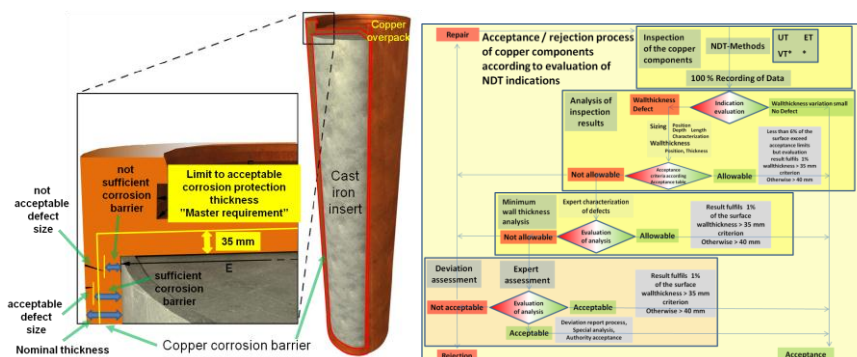 Copper
overpack
Cast
iron
insert
not
acceptable
defect
size
not
sufficient
corrosion
barrier
Limit to acceptable
corrosion protection
thickness
"Master requirement"
35 mm
E
sufficient
corrosion
barrier
acceptable
defect
size
Nominal thickness
Copper corrosion barrier
Repair
Acceptance / rejection process
of copper components
according to evaluation of
NDT indications
Inspection
of the copper
components
NDT-Methods
UT ET
VT* *
100 % Recording of Data
Analysis of
inspection
results
Wallthickness
Defect
Indication
evaluation
Wallthickness variation small
No Defect
Sizing
Position
Depth Length
Characterization
Wallthickness
Position, Thickness
Less than 6% of the
surface exceed
acceptance limits
but evaluation
result fulfils 1%
wallthickness > 35 mm
criterion
Otherwise > 40 mm
Not allowable
Acceptance
criteria according
Acceptance table
Allowable
Minimum
wall thickness
analysis
Expert characterization
of defects
Not allowable
Evaluation
of analysis
Allowable
Result fulfils 1%
of the surface
wallthickness > 35 mm
criterion
Otherwise > 40 mm
Deviation
assessment
Expert
assessment
Not acceptable
Evaluation
of analysis
Acceptable
Result fulfils 1%
of the surface
wallthickness > 35 mm
criterion
Otherwise > 40 mm
Acceptable
Deviation report process,
Special analysis,
Authority acceptance
Rejection
Acceptance